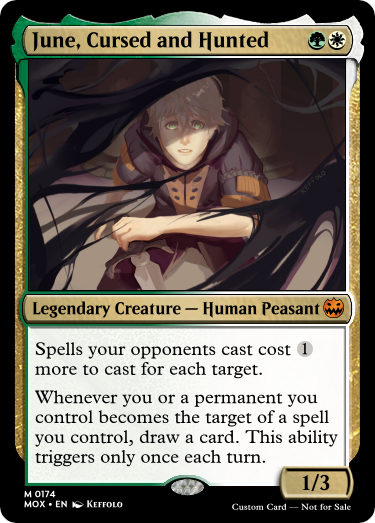 June, Cursed and Hunted
KEFFOLO
Legendary Creature — Human Peasant
Spells your opponents cast cost 1
more to cast for each target.
Whenever you or a permanent you
control becomes the target of a spell
you control, draw a card. This ability
triggers only once each turn.
1/3
M 0174
MOX • EN Keffolo
Custom Card — Not for Sale